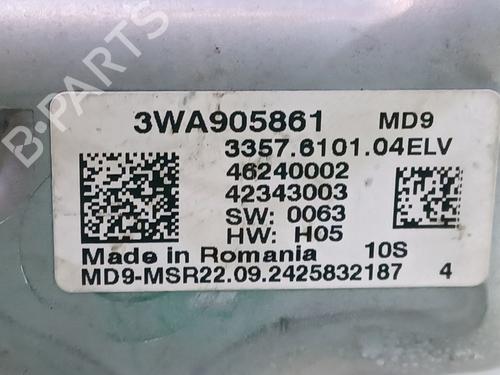 B-PARTS
3WA905861 MD9
3357.6101.04ELV
46240002
42343003
SW: 0063
HW: H05
Made in Romania 10S
MD9-MSR22.09.2425832187 4